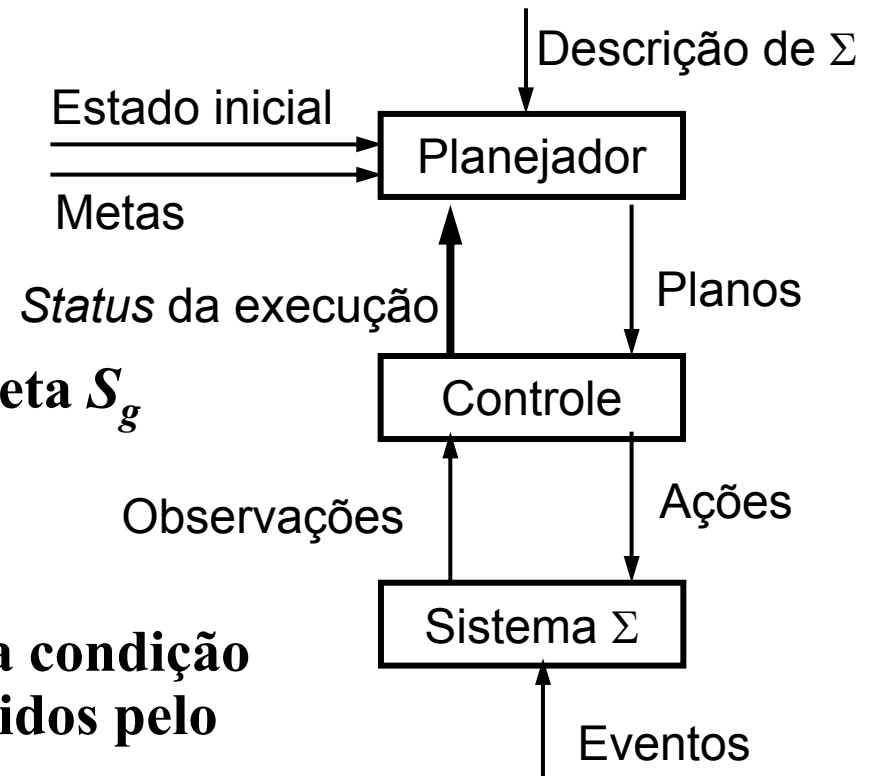 Descrição de Σ
Estado inicial
Planejador
Metas
Status da execução
Planos
eta S_g
Controle
Observações
Ações
Sistema Σ
a condição
idos pelo
Eventos